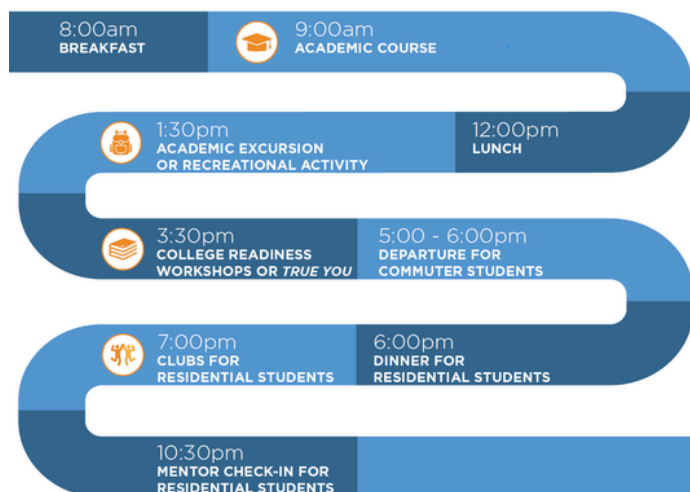 8:00am
BREAKFAST
9:00am
ACADEMIC COURSE
12:00pm
LUNCH
1:30pm
ACADEMIC EXCURSION
OR RECREATIONAL ACTIVITY
3:30pm
COLLEGE READINESS
WORKSHOPS OR TRUE YOU
5:00 - 6:00pm
DEPARTURE FOR
COMMUTER STUDENTS
6:00pm
DINNER FOR
RESIDENTIAL STUDENTS
7:00pm
CLUBS FOR
RESIDENTIAL STUDENTS
10:30pm
MENTOR CHECK-IN FOR
RESIDENTIAL STUDENTS